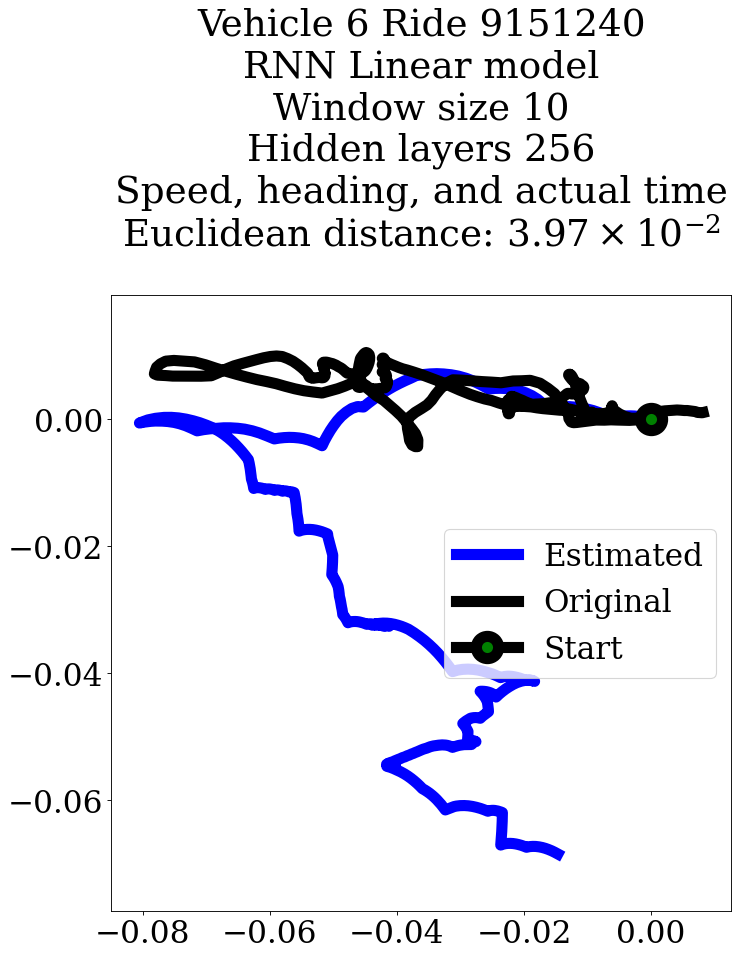 Vehicle 6 Ride 9151240
RNN Linear model
Window size 10
Hidden layers 256
Speed, heading, and actual time
Euclidean distance: 3.97 × 10⁻²
0.00
−0.02
−0.04
−0.06
Estimated
Original
Start
−0.08 −0.06 −0.04 −0.02 0.00